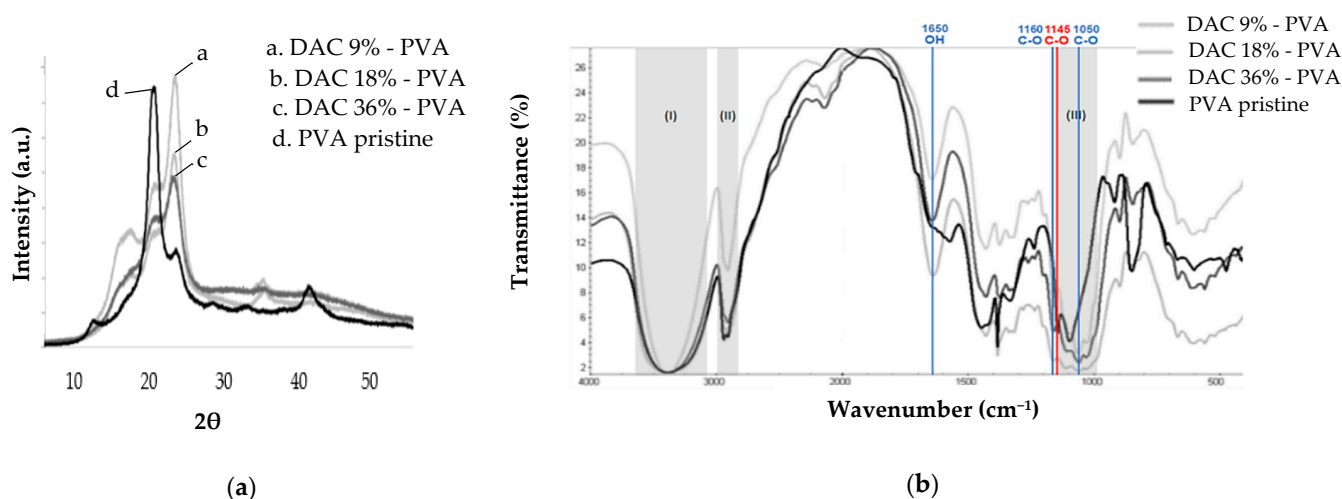 a
b
c
d
a. DAC 9% - PVA
b. DAC 18% - PVA
c. DAC 36% - PVA
d. PVA pristine
Intensity (a.u.)
10 20 30 40 50
2θ
(a)
1650 1160 1145 1050
OH C-O C-O C-O
DAC 9% - PVA
DAC 18% - PVA
DAC 36% - PVA
PVA pristine
(I) (II) (III)
Transmittance (%)
26
24
22
20
18
16
14
12
10
8
6
4
2
4000 3000 2000 1500 1000 500
Wavenumber (cm⁻¹)
(b)